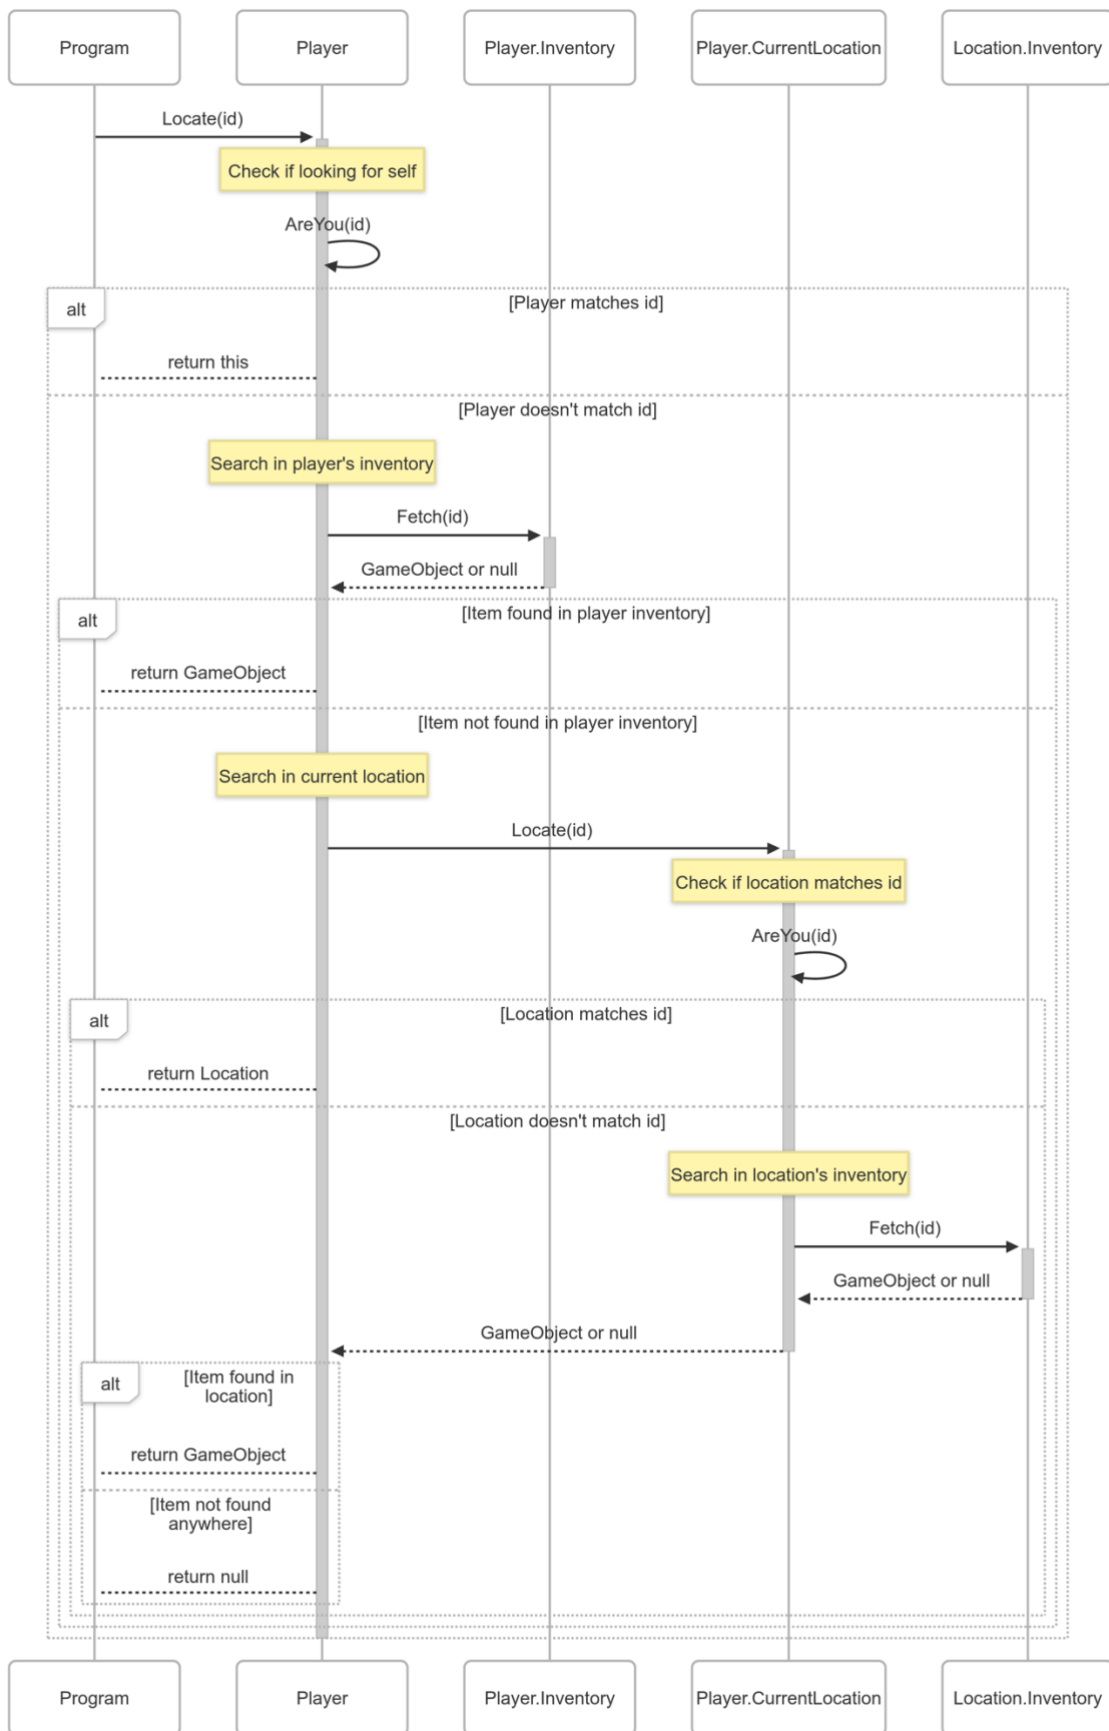 Program
Player
Player.Inventory
Player.CurrentLocation
Location.Inventory
Locate(id)
Check if looking for self
AreYou(id)
alt
[Player matches id]
return this
[Player doesn't match id]
Search in player's inventory
Fetch(id)
GameObject or null
alt
[Item found in player inventory]
return GameObject
[Item not found in player inventory]
Search in current location
Locate(id)
Check if location matches id
AreYou(id)
alt
[Location matches id]
return Location
[Location doesn't match id]
Search in location's inventory
Fetch(id)
GameObject or null
GameObject or null
alt
[Item found in
location]
return GameObject
[Item not found
anywhere]
return null
Program
Player
Player.Inventory
Player.CurrentLocation
Location.Inventory